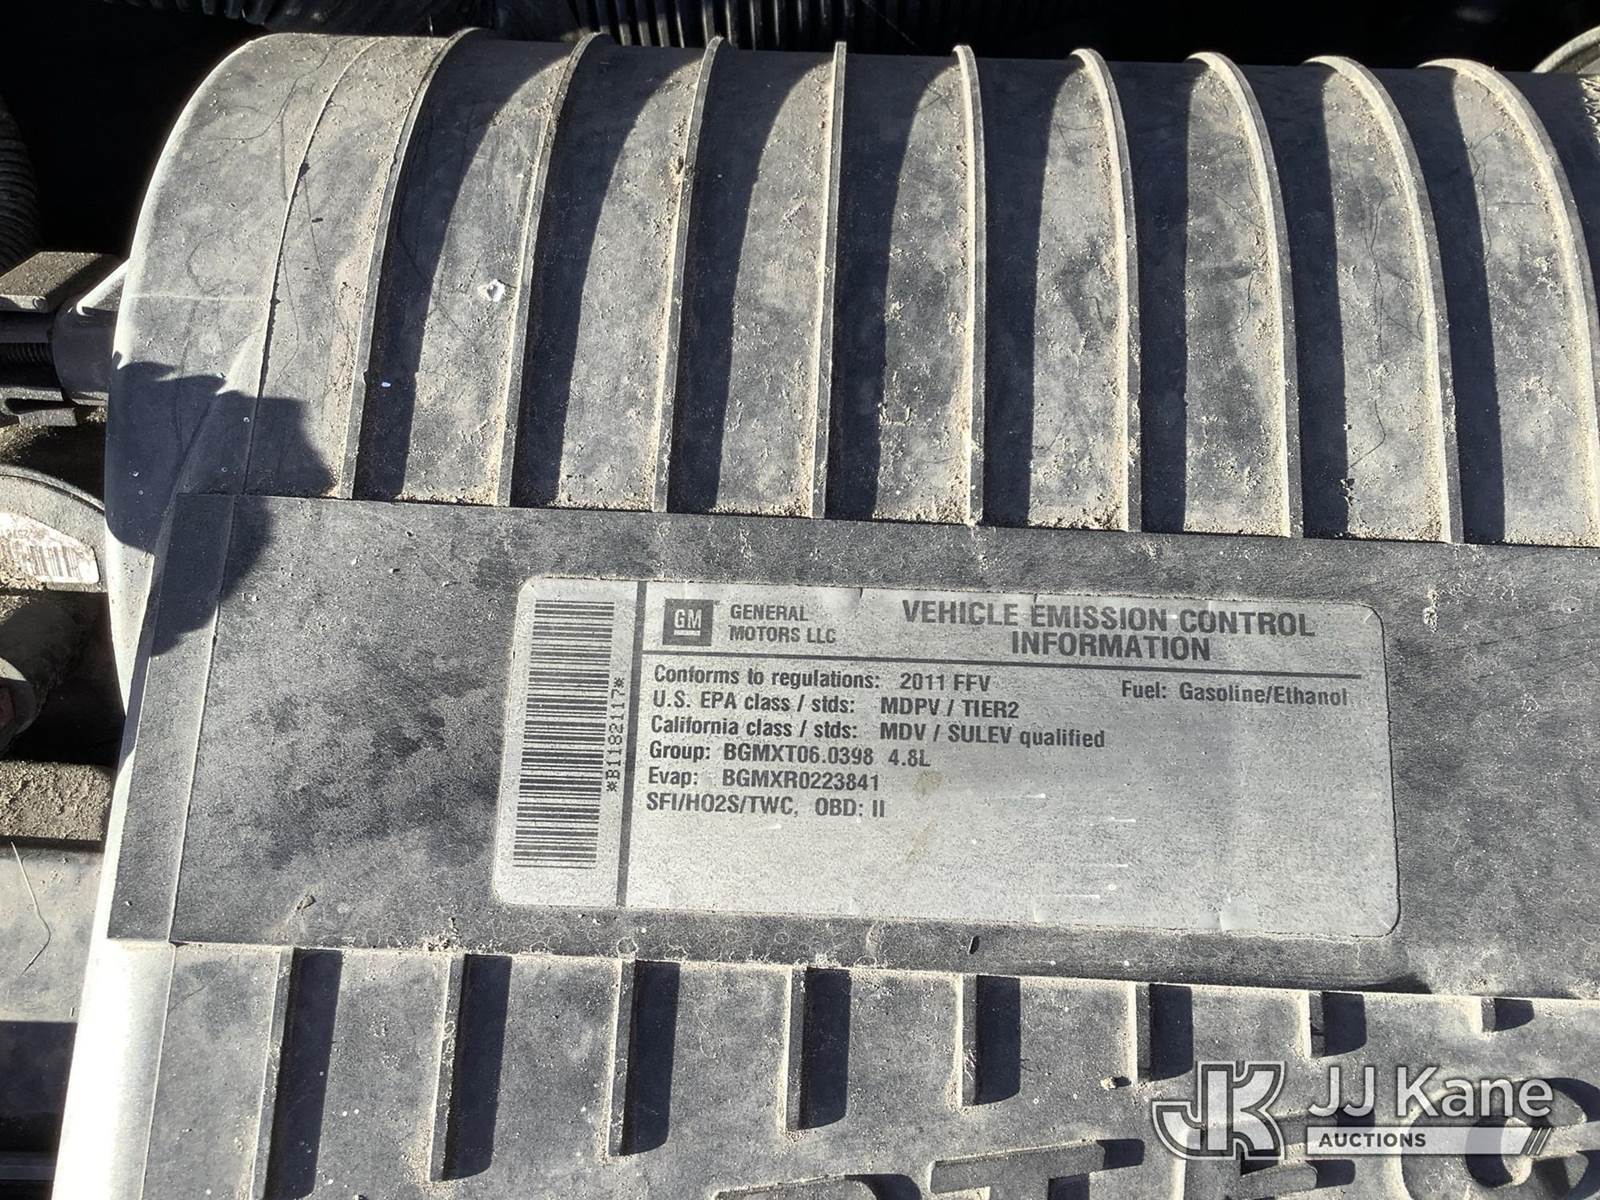 GM
GENERAL
MOTORS LLC
VEHICLE EMISSION CONTROL
INFORMATION
Conforms to regulations: 2011 FFV
Fuel: Gasoline/Ethanol
U.S. EPA class / stds: MDPV / TIER2
California class / stds: MDV / SULEV qualified
Group: BGMXT06.0398 4.8L
Evap: BGMXR0223841
SFI/HO2S/TWC, OBD: II
*B1182117*
JK
JJ Kane
AUCTIONS